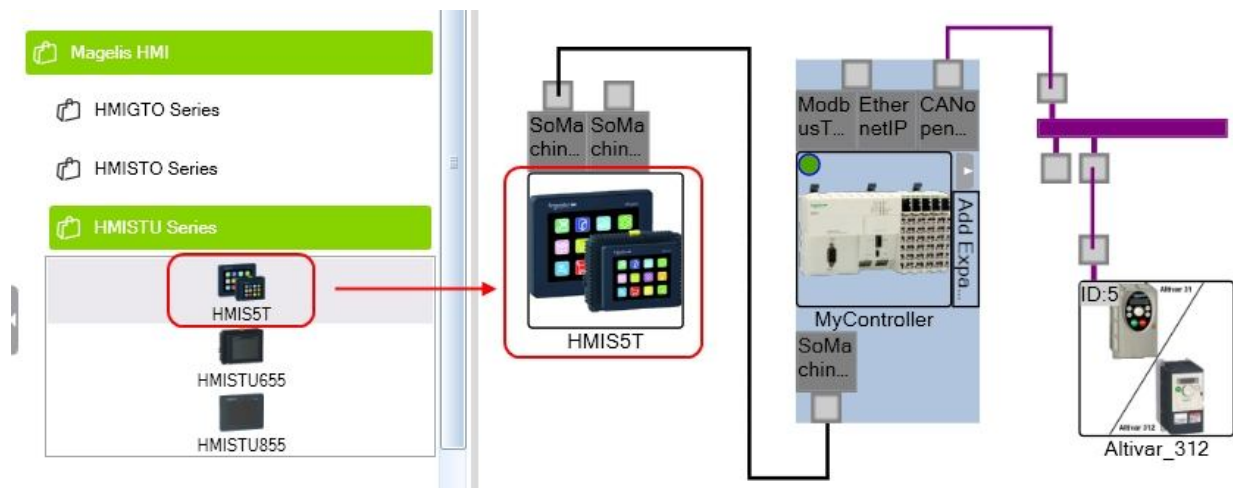 Magelis HMI
HMIGTO Series
HMISTO Series
HMISTU Series
HMIS5T
HMISTU655
HMISTU855
SoMa
chin...
SoMa
chin...
HMIS5T
Modb
usT...
Ether
netIP
CANo
pen...
Add Expa...
MyController
SoMa
chin...
ID:5
Altivar 31
Altivar 312
Altivar_312